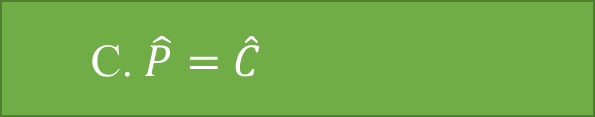 C. P̂ = Ĉ